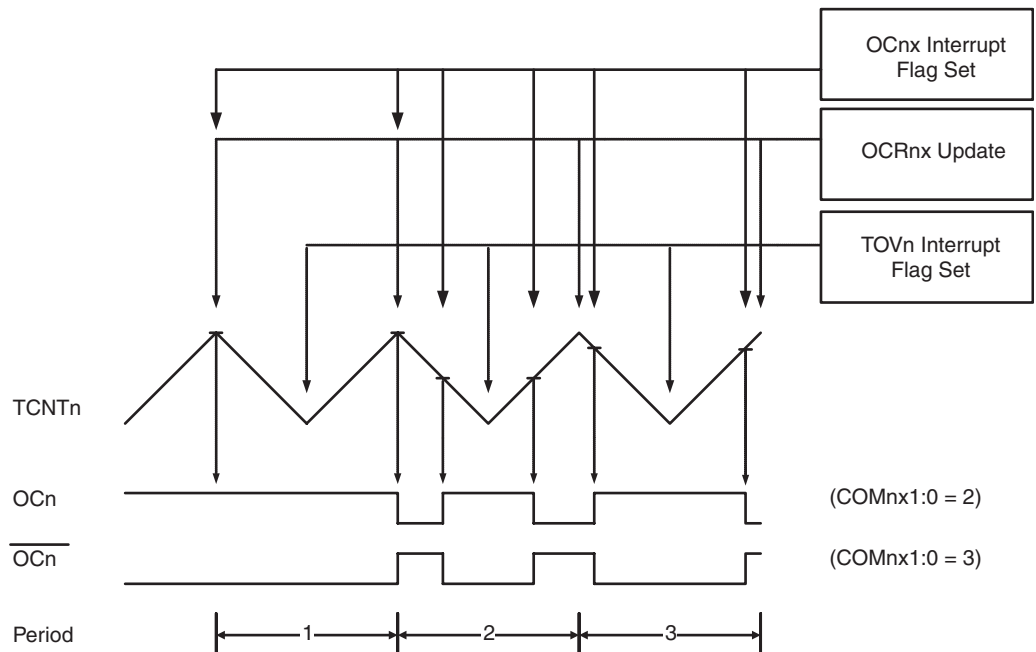 OCnx Interrupt
Flag Set
OCRnx Update
TOVn Interrupt
Flag Set
TCNTn
OCn
(COMnx1:0 = 2)
OCn
(COMnx1:0 = 3)
Period
1
2
3